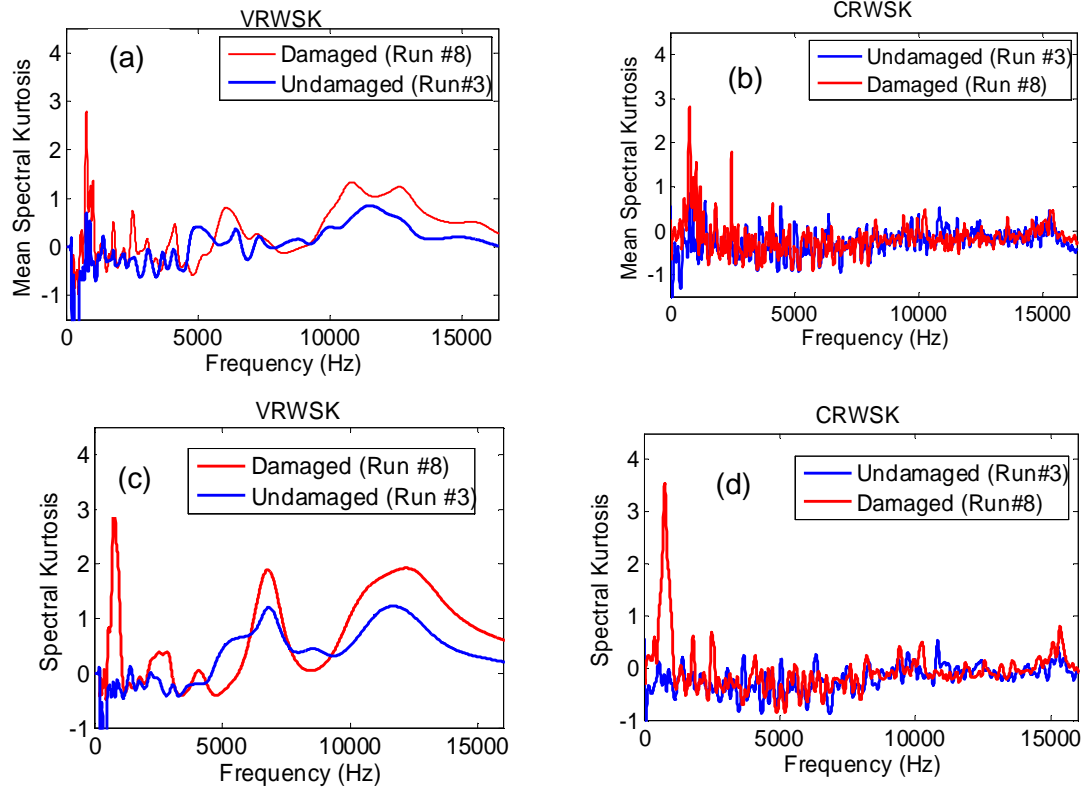 VRWSK
(a)
Damaged (Run #8)
Undamaged (Run#3)
Mean Spectral Kurtosis
4
3
2
1
0
-1
0 5000 10000 15000
Frequency (Hz)
CRWSK
(b)
Undamaged (Run #3)
Damaged (Run #8)
Mean Spectral Kurtosis
4
3
2
1
0
-1
0 5000 10000 15000
Frequency (Hz)
VRWSK
(c)
Damaged (Run #8)
Undamaged (Run #3)
Spectral Kurtosis
4
3
2
1
0
-1
0 5000 10000 15000
Frequency (Hz)
CRWSK
(d)
Undamaged (Run#3)
Damaged (Run#8)
Spectral Kurtosis
4
3
2
1
0
-1
0 5000 10000 15000
Frequency (Hz)